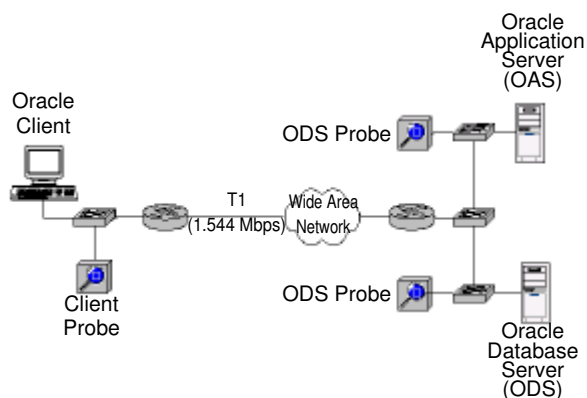 Oracle
Application
Server
(OAS)
Oracle
Client
ODS Probe
T1
(1.544 Mbps)
Wide Area
Network
Client
Probe
ODS Probe
Oracle
Database
Server
(ODS)